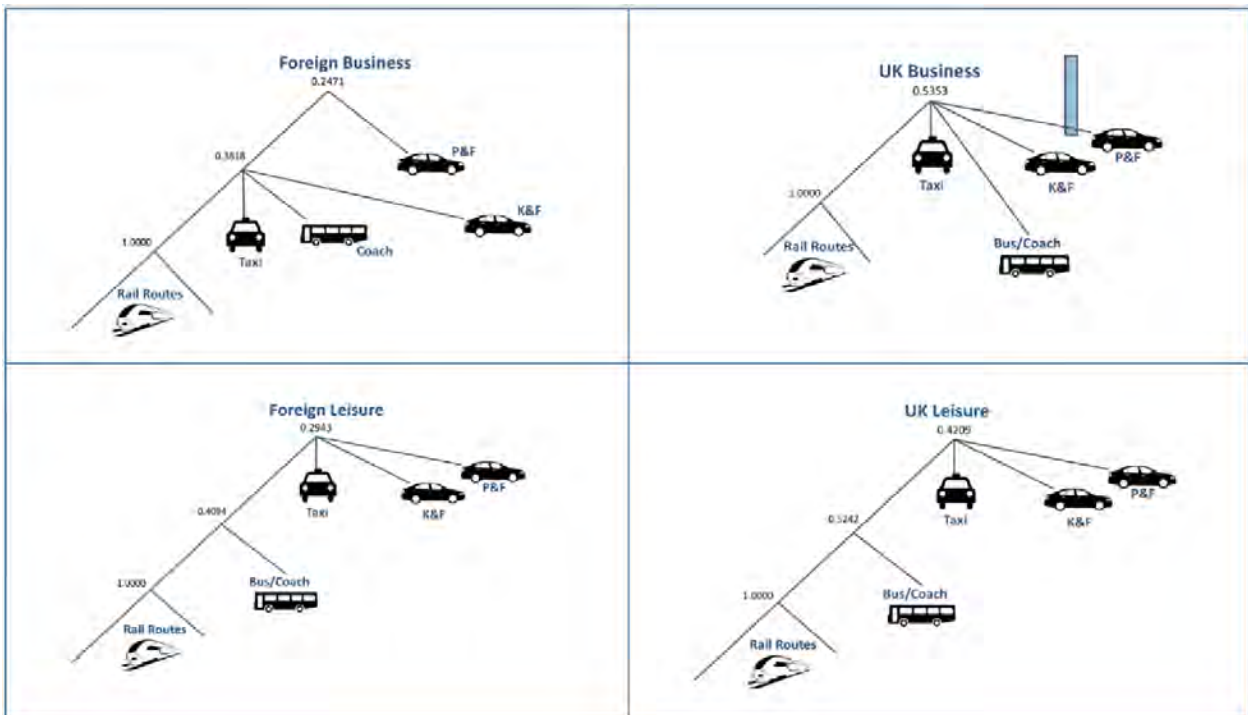 Foreign Business
0.2471
P&F
0.3818
K&F
Taxi
Coach
1.0000
Rail Routes
UK Business
0.5353
P&F
K&F
Taxi
1.0000
Bus/Coach
Rail Routes
Foreign Leisure
0.2943
P&F
K&F
Taxi
0.4094
Bus/Coach
1.0000
Rail Routes
UK Leisure
0.4209
P&F
K&F
Taxi
0.5242
Bus/Coach
1.0000
Rail Routes